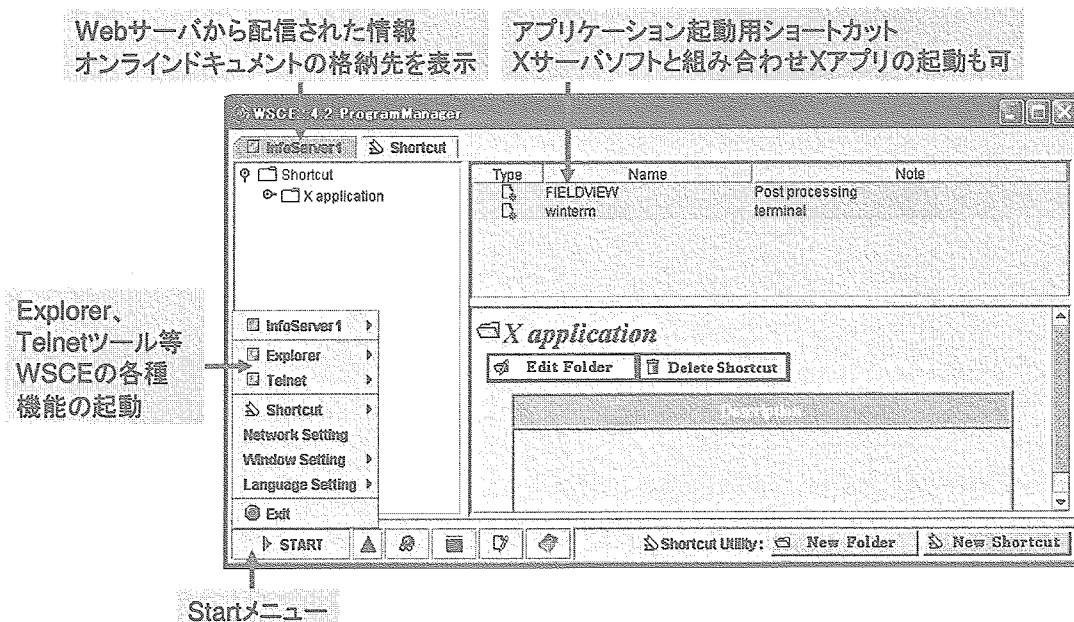 Webサーバから配信された情報
オンラインドキュメントの格納先を表示
アプリケーション起動用ショートカット
Xサーバソフトと組み合わせXアプリの起動も可
WSCE 4.2 ProgramManager
InfoServer1
Shortcut
Shortcut
X application
Type Name Note
FIELDVIEW Post processing
winterm terminal
Explorer、
Telnetツール等
WSCEの各種
機能の起動
InfoServer1
Explorer
Telnet
Shortcut
Network Setting
Window Setting
Language Setting
Exit
X application
Edit Folder
Delete Shortcut
Description
START
Shortcut Utility:
New Folder
New Shortcut
Startメニュー